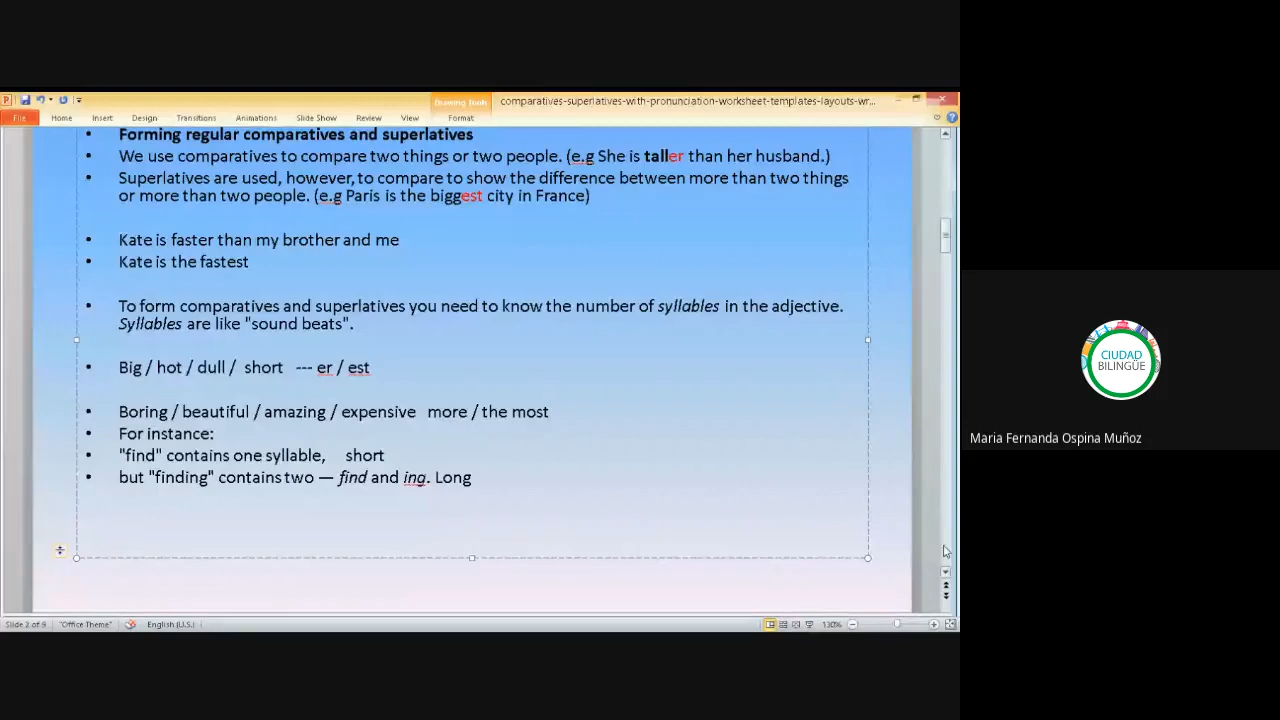 Drawing Tools
comparatives-superlatives-with-pronunciation-worksheet-templates-layouts-wr...
File Home Insert Design Transitions Animations Slide Show Review View Format
Forming regular comparatives and superlatives
• We use comparatives to compare two things or two people. (e.g She is taller than her husband.)
• Superlatives are used, however, to compare to show the difference between more than two things
or more than two people. (e.g Paris is the biggest city in France)
• Kate is faster than my brother and me
• Kate is the fastest
• To form comparatives and superlatives you need to know the number of syllables in the adjective.
Syllables are like "sound beats".
• Big / hot / dull / short --- er / est
• Boring / beautiful / amazing / expensive more / the most
• For instance:
• "find" contains one syllable, short
• but "finding" contains two — find and ing. Long
Slide 2 of 9 "Office Theme" English (U.S.) 130%
CIUDAD
BILINGÜE
Maria Fernanda Ospina Muñoz